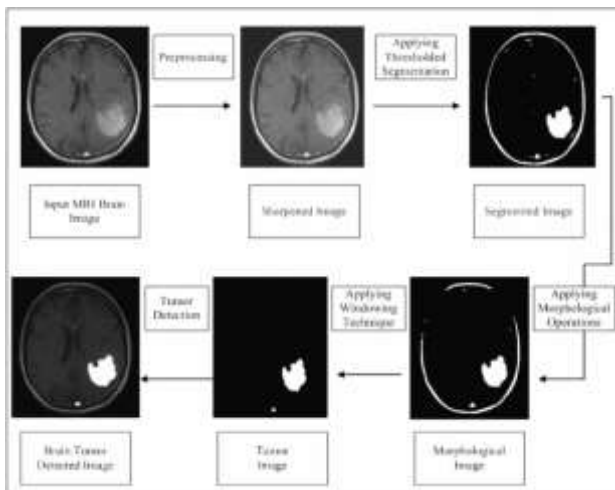 Preprocessing
Applying
Thresholded
Segmentation
Input MRI Brain
Image
Sharpened Image
Segmented Image
Tumor
Detection
Applying
Windowing
Technique
Applying
Morphological
Operations
Brain Tumor
Detected Image
Tumor
Image
Morphological
Image